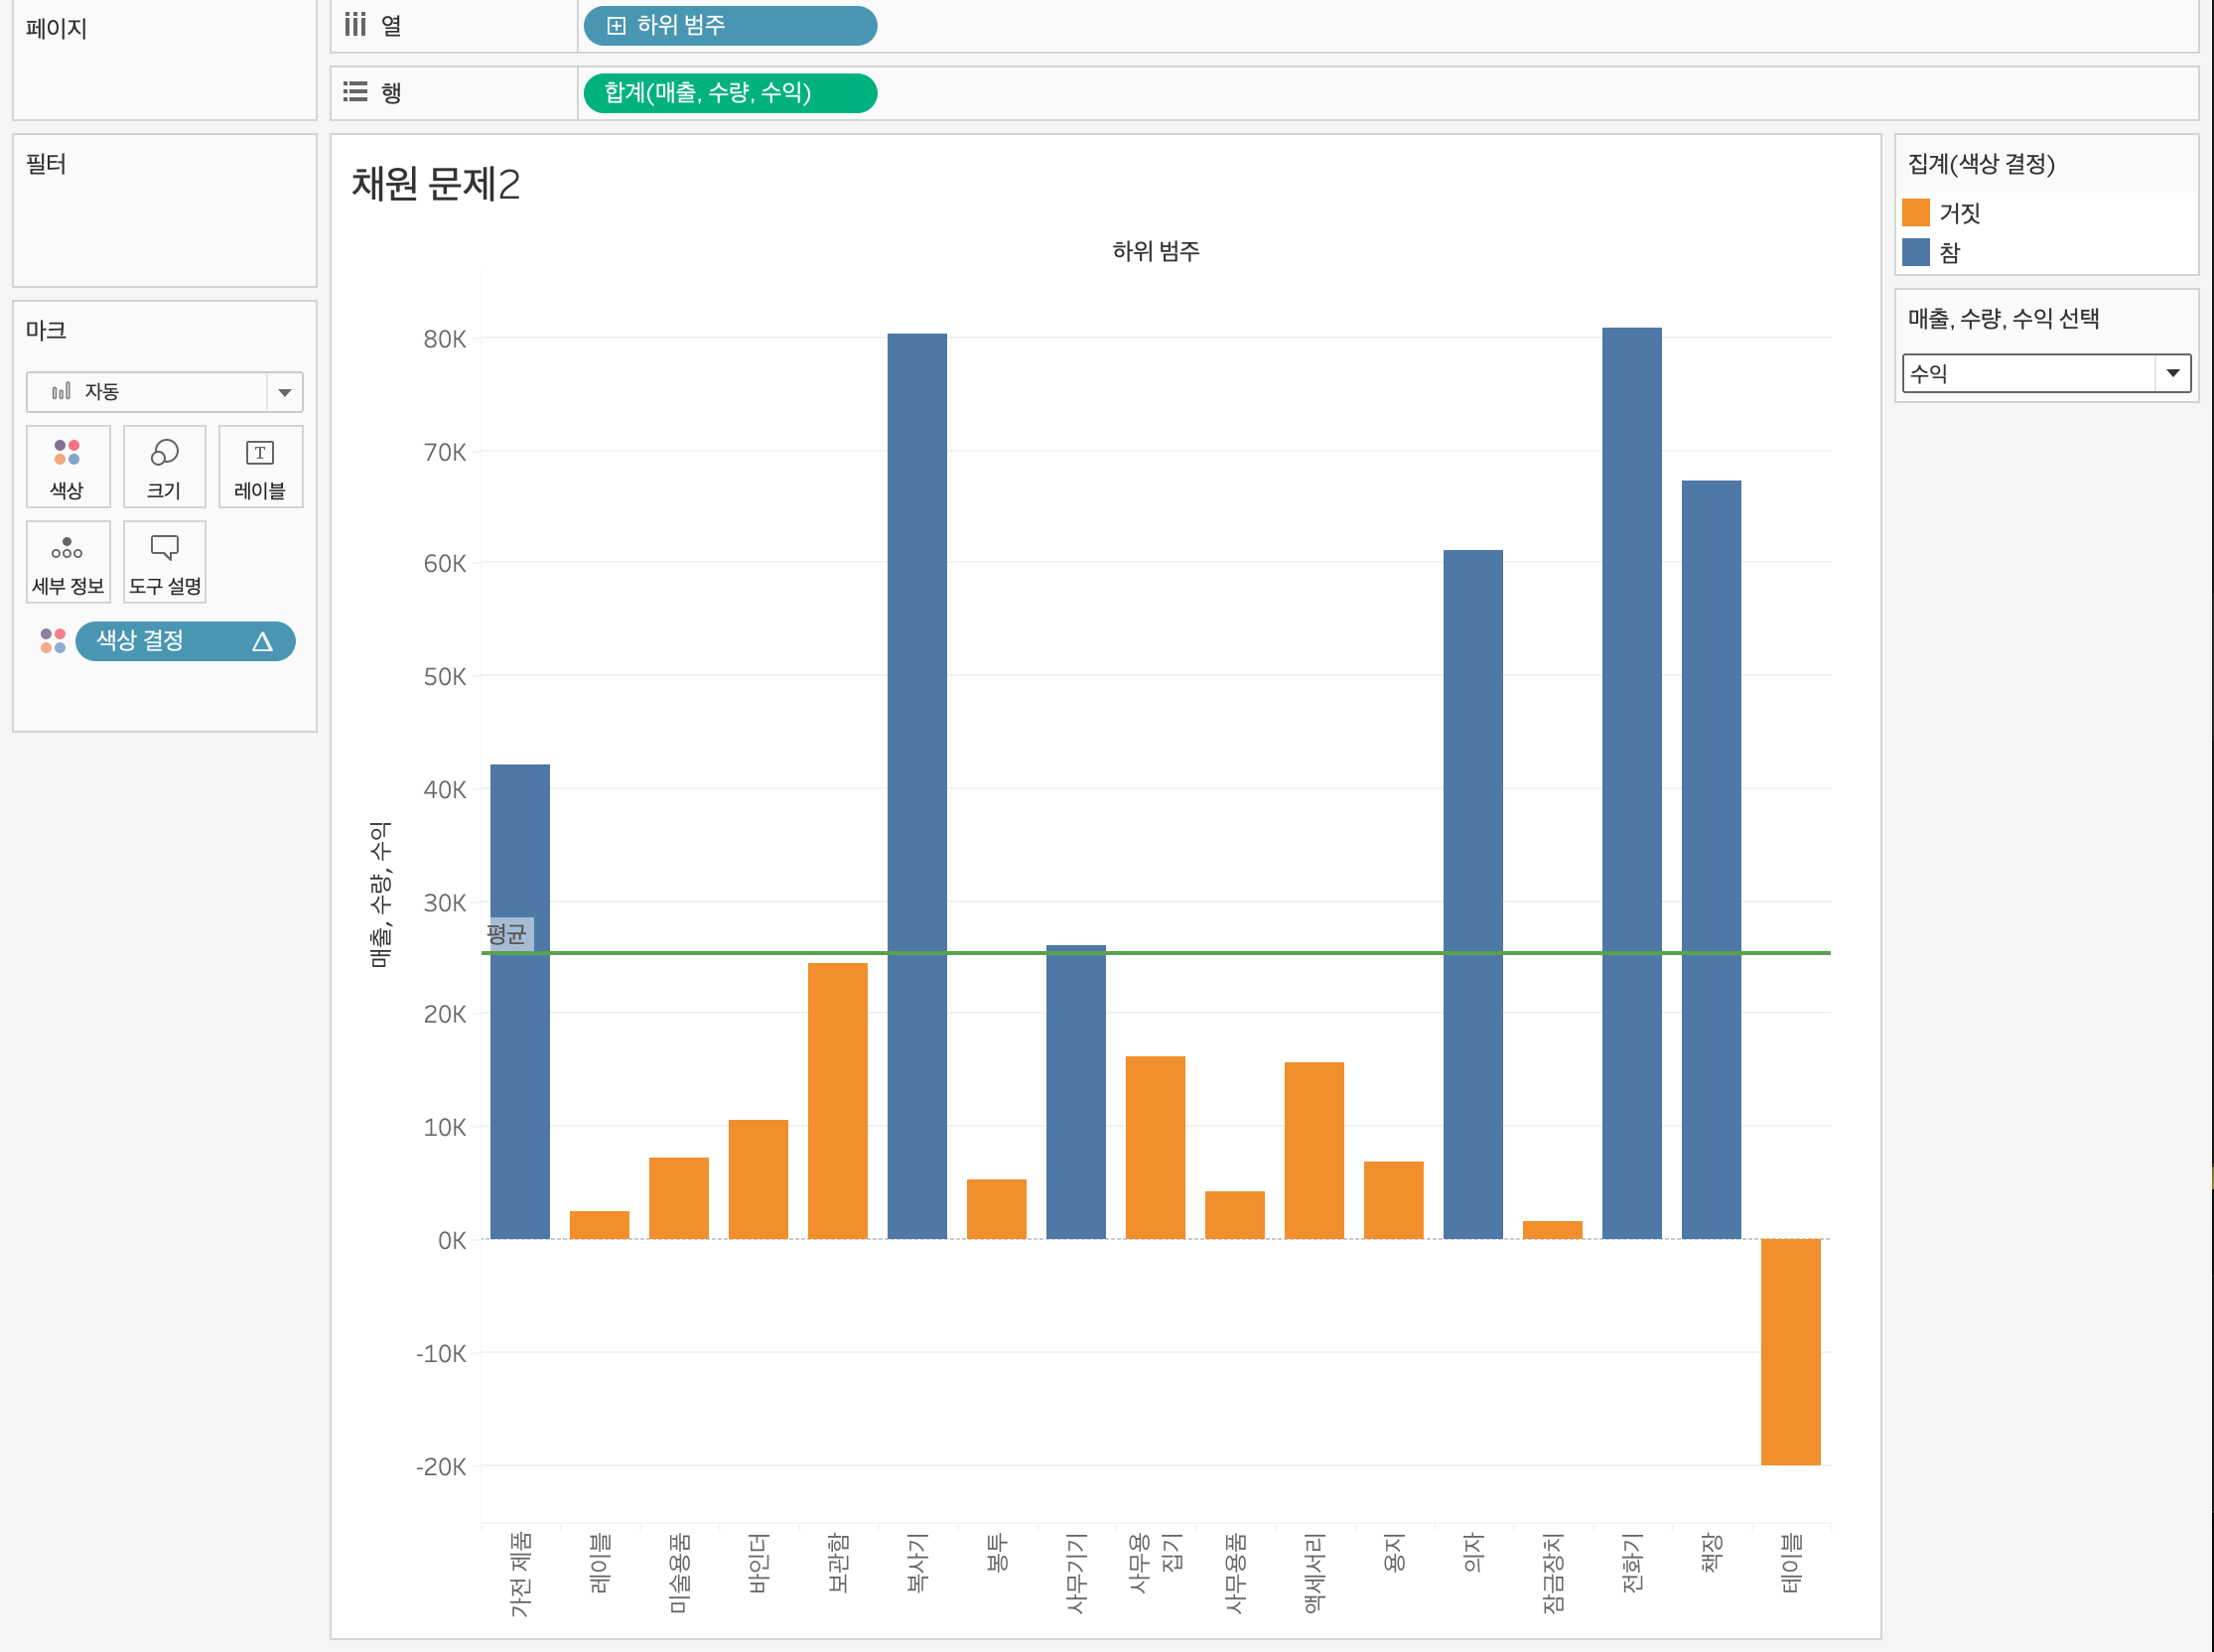 페이지
열
하위 범주
행
합계(매출, 수량, 수익)
필터
마크
자동
색상
크기
T
레이블
세부 정보
도구 설명
색상 결정
채원 문제2
하위 범주
매출, 수량, 수익
80K
70K
60K
50K
40K
30K
20K
10K
0K
-10K
-20K
평균
가전 제품
레이블
미술용품
바인더
보관함
복사기
봉투
사무기기
사무용
집기
사무용품
액세서리
용지
의자
잠금장치
전화기
책장
테이블
집계(색상 결정)
거짓
참
매출, 수량, 수익 선택
수익